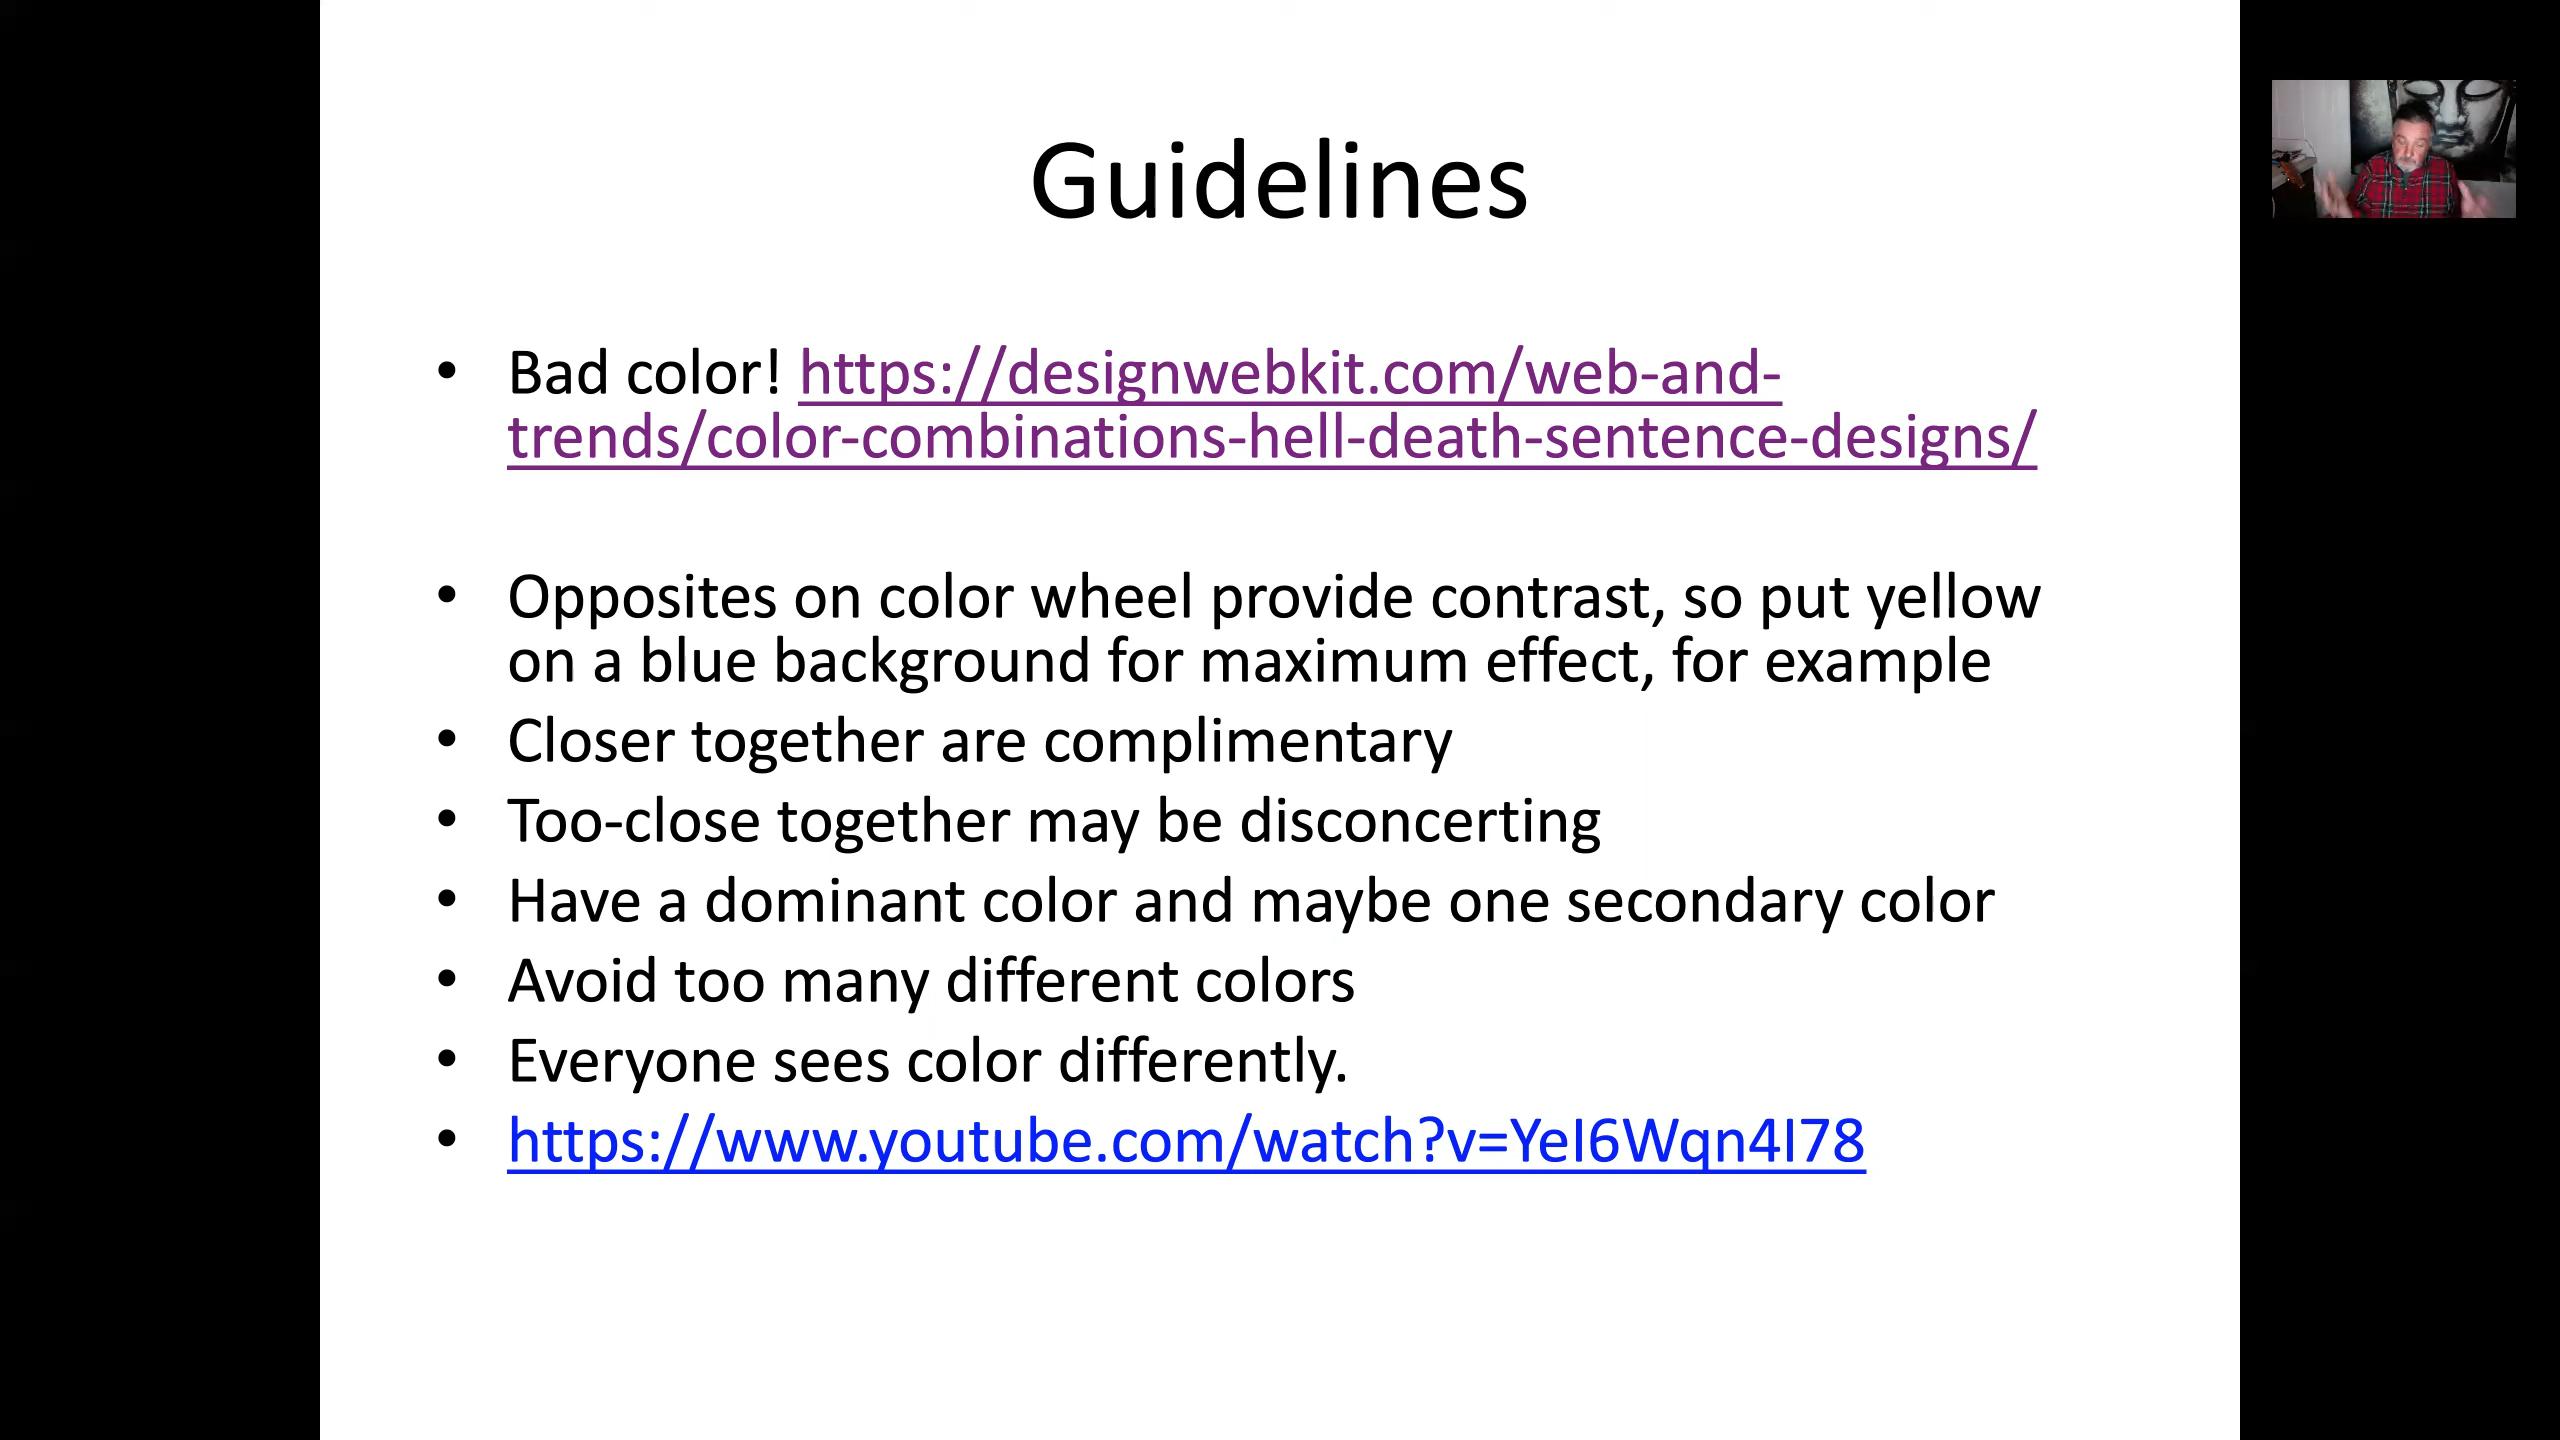 Guidelines
• Bad color! https://designwebkit.com/web-and-
trends/color-combinations-hell-death-sentence-designs/
• Opposites on color wheel provide contrast, so put yellow
on a blue background for maximum effect, for example
• Closer together are complimentary
• Too-close together may be disconcerting
• Have a dominant color and maybe one secondary color
• Avoid too many different colors
• Everyone sees color differently.
• https://www.youtube.com/watch?v=YeI6Wqn4I78